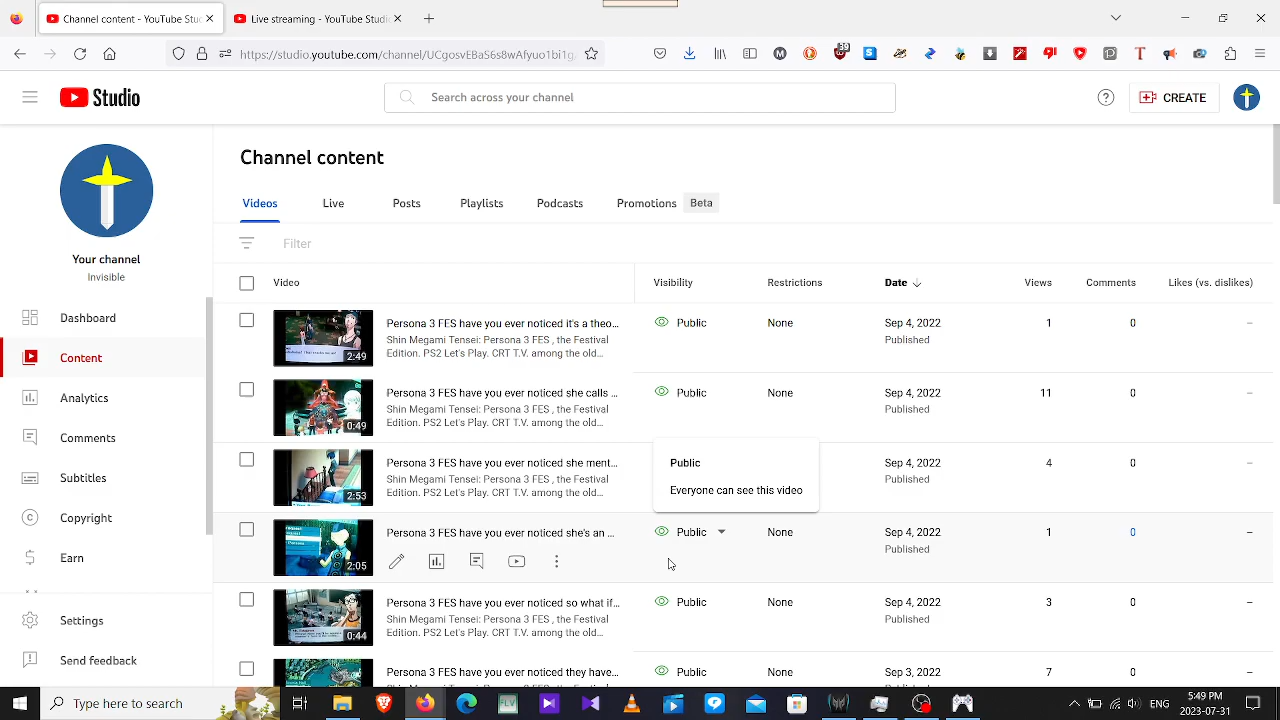 Channel content - YouTube Stu
Live streaming - YouTube Studi
https://studio.youtube.com/channel/
39
Studio
Search across your channel
CREATE
Your channel
Invisible
Dashboard
Content
Analytics
Comments
Subtitles
Copyright
Earn
Settings
Send feedback
Channel content
Videos Live Posts Playlists Podcasts Promotions Beta
Filter
Video Visibility Restrictions Date Views Comments Likes (vs. dislikes)
2:49
Persona 3 FES have you ever noticed it's a theo... Public None Sep 4, 2022 1 0 –
Shin Megami Tensei: Persona 3 FES , the Festival Published
Edition. PS2 Let's Play. CRT T.V. among the old...
0:49
Persona 3 FES have you ever noticed she calls ... Public None Sep 4, 2022 11 0 –
Shin Megami Tensei: Persona 3 FES , the Festival Published
Edition. PS2 Let's Play. CRT T.V. among the old...
2:53
Persona 3 FES have you ever noticed she ment... Sep 4, 2022 4 0 –
Shin Megami Tensei: Persona 3 FES , the Festival Published
Edition. PS2 Let's Play. CRT T.V. among the old...
Public
Everyone can see this video
2:05
Persona 3 FES have you ever noticed she's an ... Public None Sep 4, 2022 1 0 –
Published
0:44
Persona 3 FES have you ever noticed so what if... Public None Sep 4, 2022 3 0 –
Shin Megami Tensei: Persona 3 FES , the Festival Published
Edition. PS2 Let's Play. CRT T.V. among the old...
Persona 3 FES have you ever noticed they have... Public None Sep 3, 2022 7 0 –
Type here to search
ENG
5:49 PM
2023-07-31